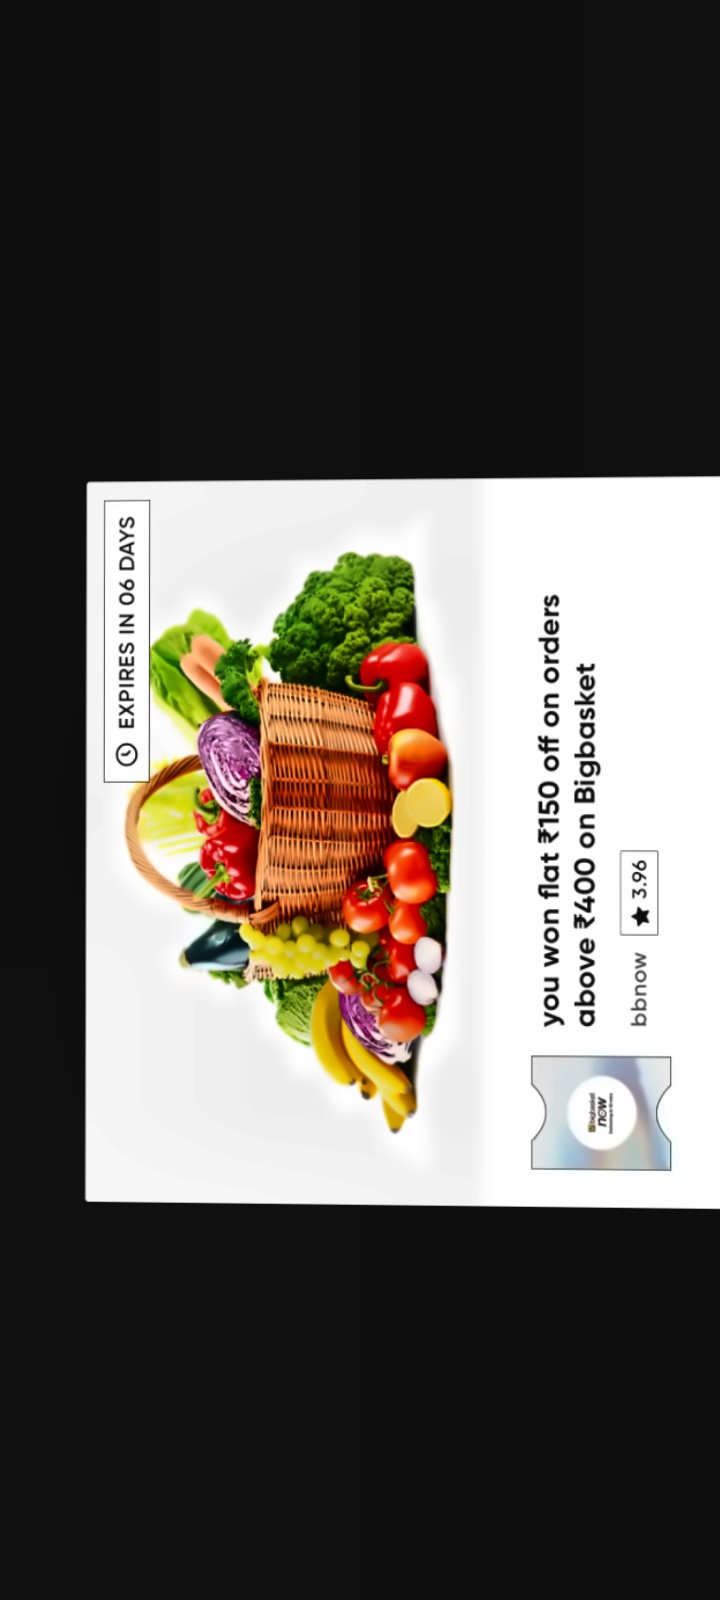 EXPIRES IN 06 DAYS
you won flat ₹150 off on orders
above ₹400 on Bigbasket
bbnow ★ 3.96
bigbasket
now